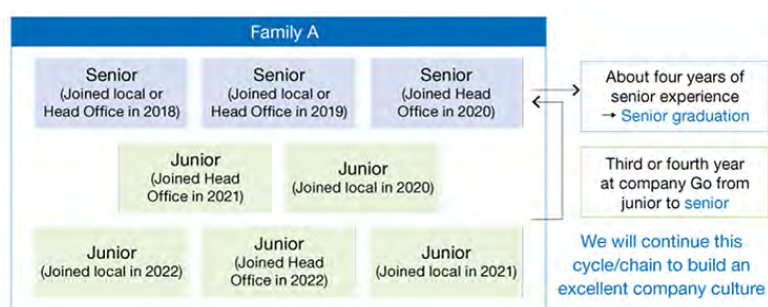 Family A
Senior
(Joined local or
Head Office in 2018)
Senior
(Joined local or
Head Office in 2019)
Senior
(Joined Head
Office in 2020)
About four years of
senior experience
→ Senior graduation
Junior
(Joined Head
Office in 2021)
Junior
(Joined local in 2020)
Third or fourth year
at company Go from
junior to senior
Junior
(Joined local in 2022)
Junior
(Joined Head
Office in 2022)
Junior
(Joined local in 2021)
We will continue this
cycle/chain to build an
excellent company culture